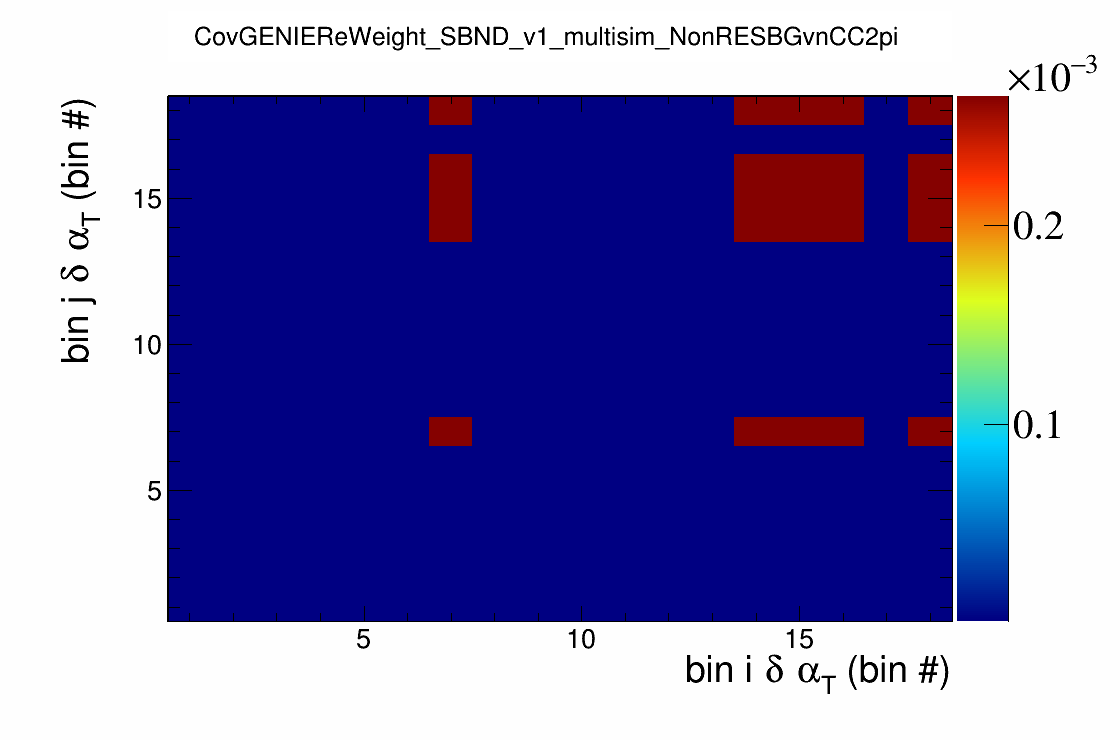 CovGENIEReWeight_SBND_v1_multisim_NonRESBGvnCC2pi
×10⁻³
bin j δ α_T (bin #)
15
10
5
0.2
0.1
5 10 15
bin i δ α_T (bin #)